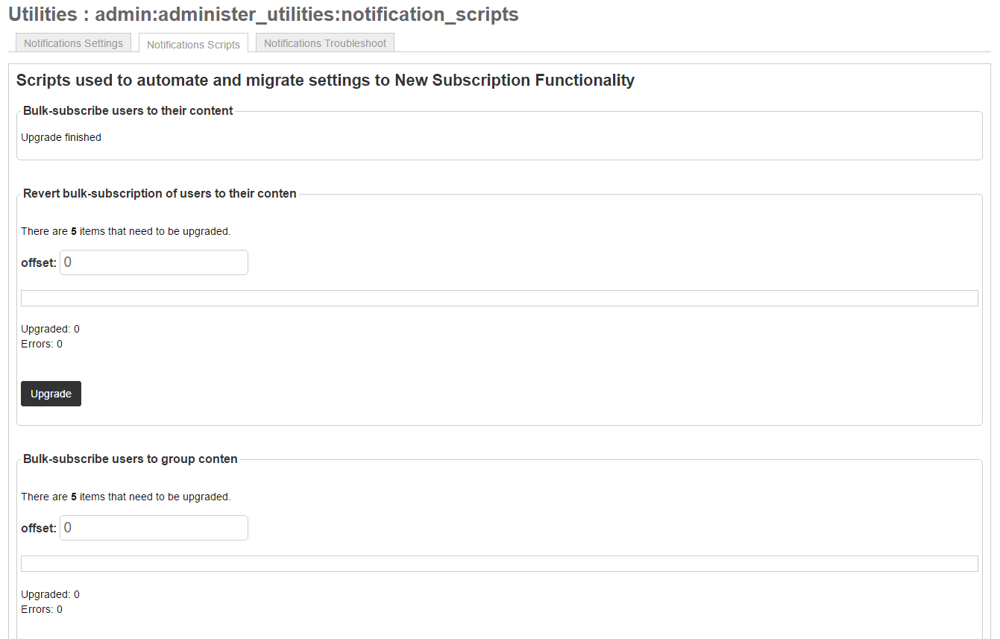 Utilities : admin:administer_utilities:notification_scripts
Notifications Settings
Notifications Scripts
Notifications Troubleshoot
Scripts used to automate and migrate settings to New Subscription Functionality
Bulk-subscribe users to their content
Upgrade finished
Revert bulk-subscription of users to their conten
There are 5 items that need to be upgraded.
offset: 0
Upgraded: 0
Errors: 0
Upgrade
Bulk-subscribe users to group conten
There are 5 items that need to be upgraded.
offset: 0
Upgraded: 0
Errors: 0